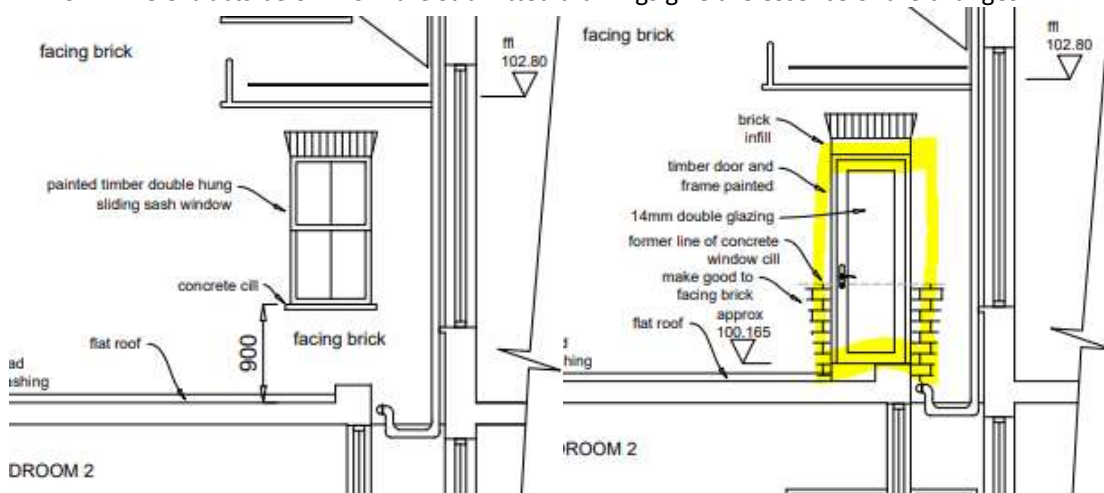 facing brick
ffl
102.80
painted timber double hung
sliding sash window
concrete cill
900
facing brick
flat roof
ad
ashing
DROOM 2
facing brick
ffl
102.80
brick
infill
timber door and
frame painted
14mm double glazing
former line of concrete
window cill
make good to
facing brick
approx
100.165
flat roof
hing
ROOM 2